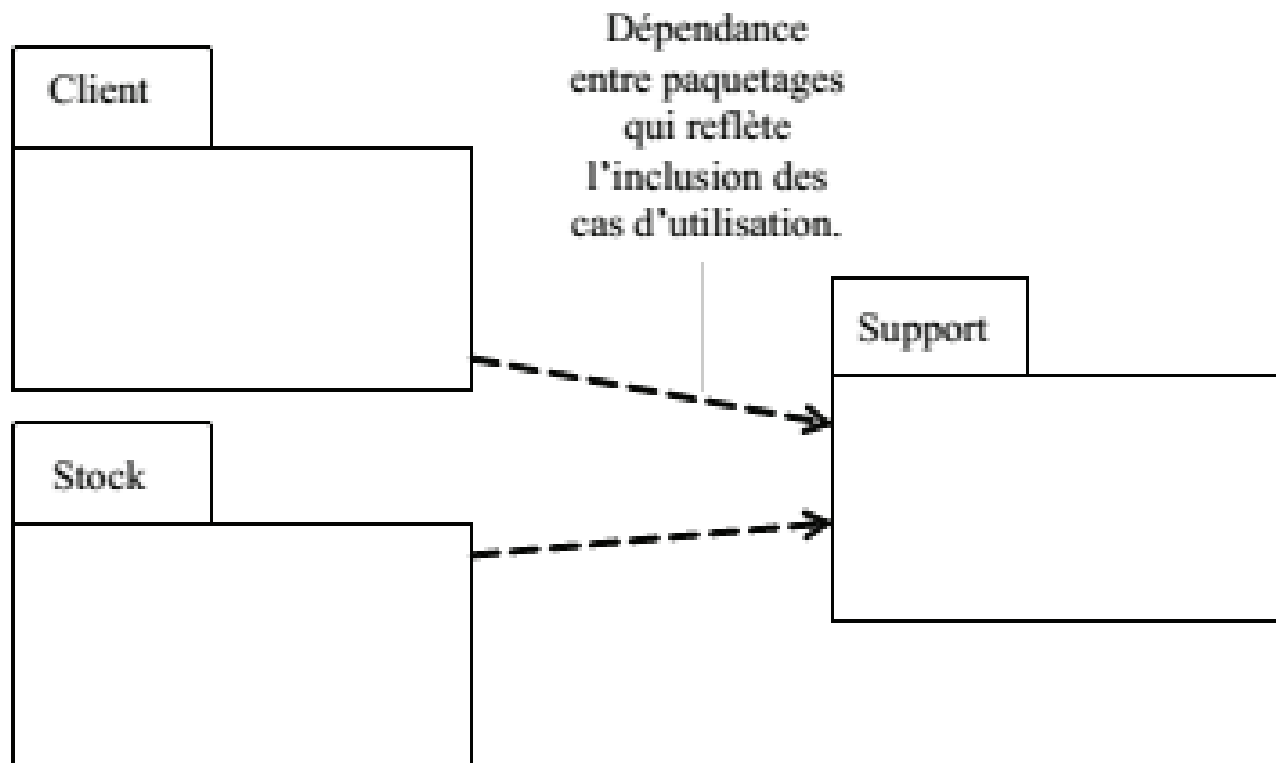 Dépendance
entre paquetages
qui reflète
l'inclusion des
cas d'utilisation.
Client
Support
Stock